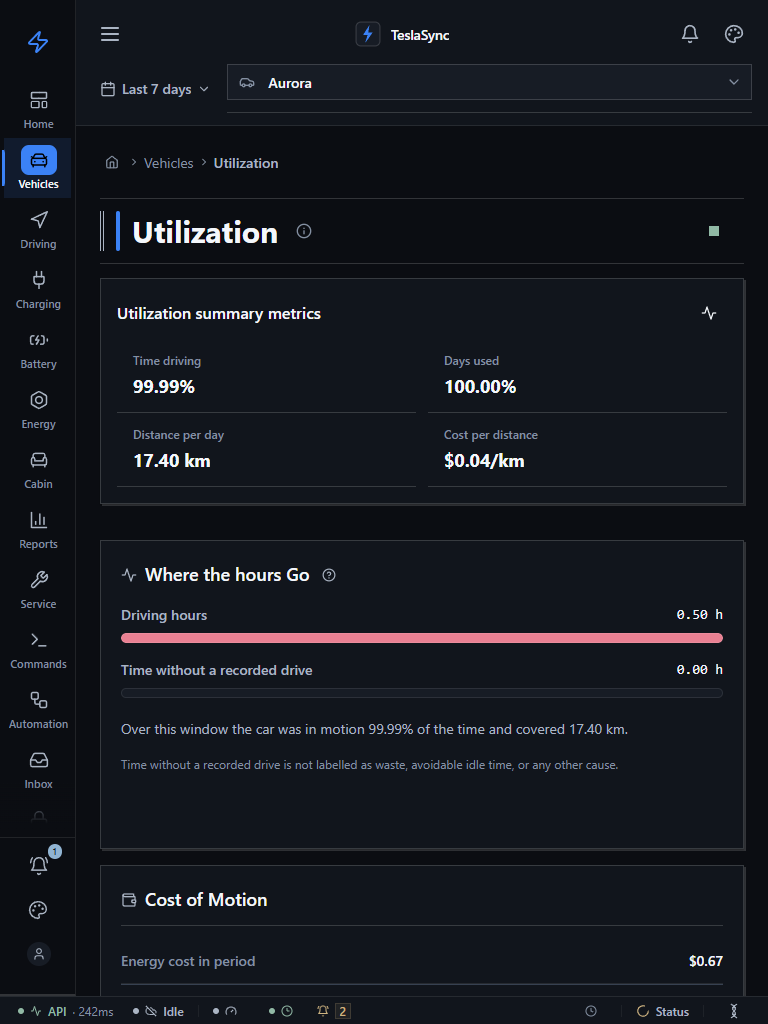 TeslaSync
Last 7 days
Aurora
Home
Vehicles
Driving
Charging
Battery
Energy
Cabin
Reports
Service
Commands
Automation
Inbox
1
Vehicles
Utilization
Utilization
Utilization summary metrics
Time driving
99.99%
Days used
100.00%
Distance per day
17.40 km
Cost per distance
$0.04/km
Where the hours Go
Driving hours
0.50 h
Time without a recorded drive
0.00 h
Over this window the car was in motion 99.99% of the time and covered 17.40 km.
Time without a recorded drive is not labelled as waste, avoidable idle time, or any other cause.
Cost of Motion
Energy cost in period
$0.67
API · 242ms
Idle
2
Status